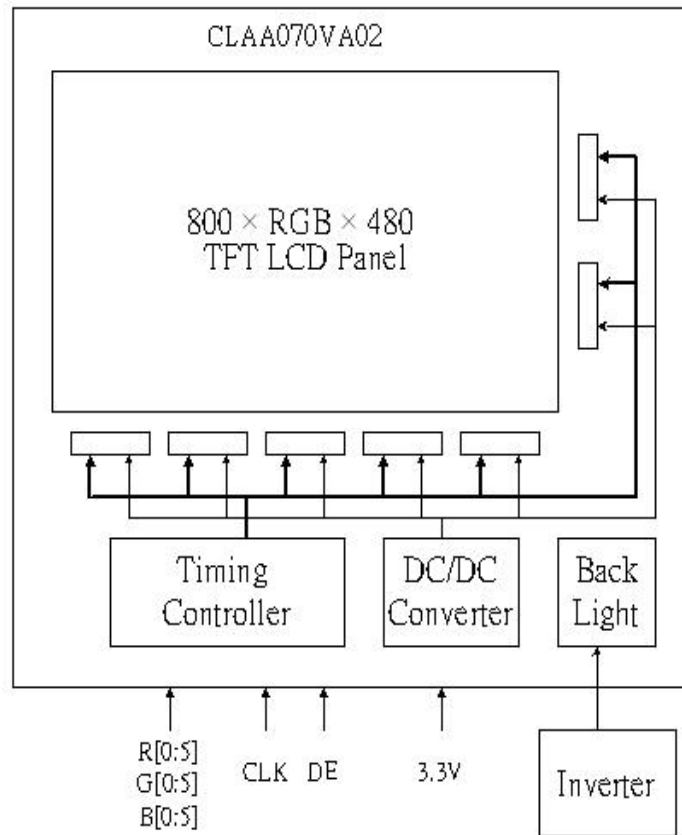 CLAA070VA02
800 × RGB × 480
TFT LCD Panel
Timing
Controller
DC/DC
Converter
Back
Light
R[0:5]
G[0:5]
B[0:5]
CLK
DE
3.3V
Inverter